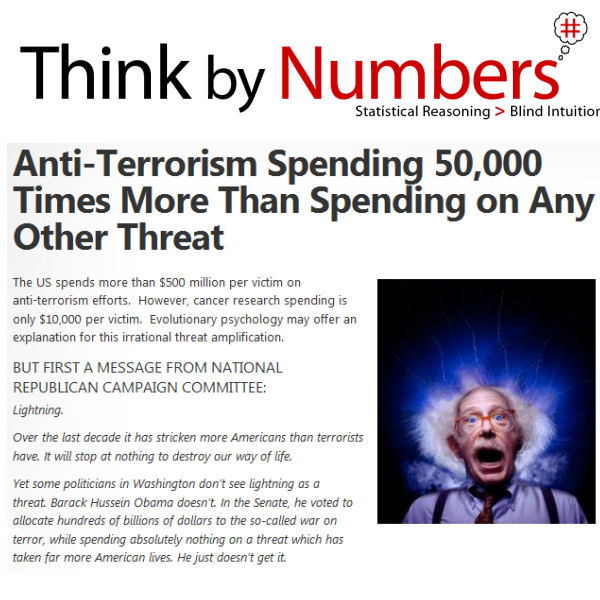 #
Think by Numbers
Statistical Reasoning > Blind Intuition
Anti-Terrorism Spending 50,000
Times More Than Spending on Any
Other Threat
The US spends more than $500 million per victim on
anti-terrorism efforts.  However, cancer research spending is
only $10,000 per victim.  Evolutionary psychology may offer an
explanation for this irrational threat amplification.
BUT FIRST A MESSAGE FROM NATIONAL
REPUBLICAN CAMPAIGN COMMITTEE:
Lightning.
Over the last decade it has stricken more Americans than terrorists
have. It will stop at nothing to destroy our way of life.
Yet some politicians in Washington don't see lightning as a
threat. Barack Hussein Obama doesn't. In the Senate, he voted to
allocate hundreds of billions of dollars to the so-called war on
terror, while spending absolutely nothing on a threat which has
taken far more American lives. He just doesn't get it.